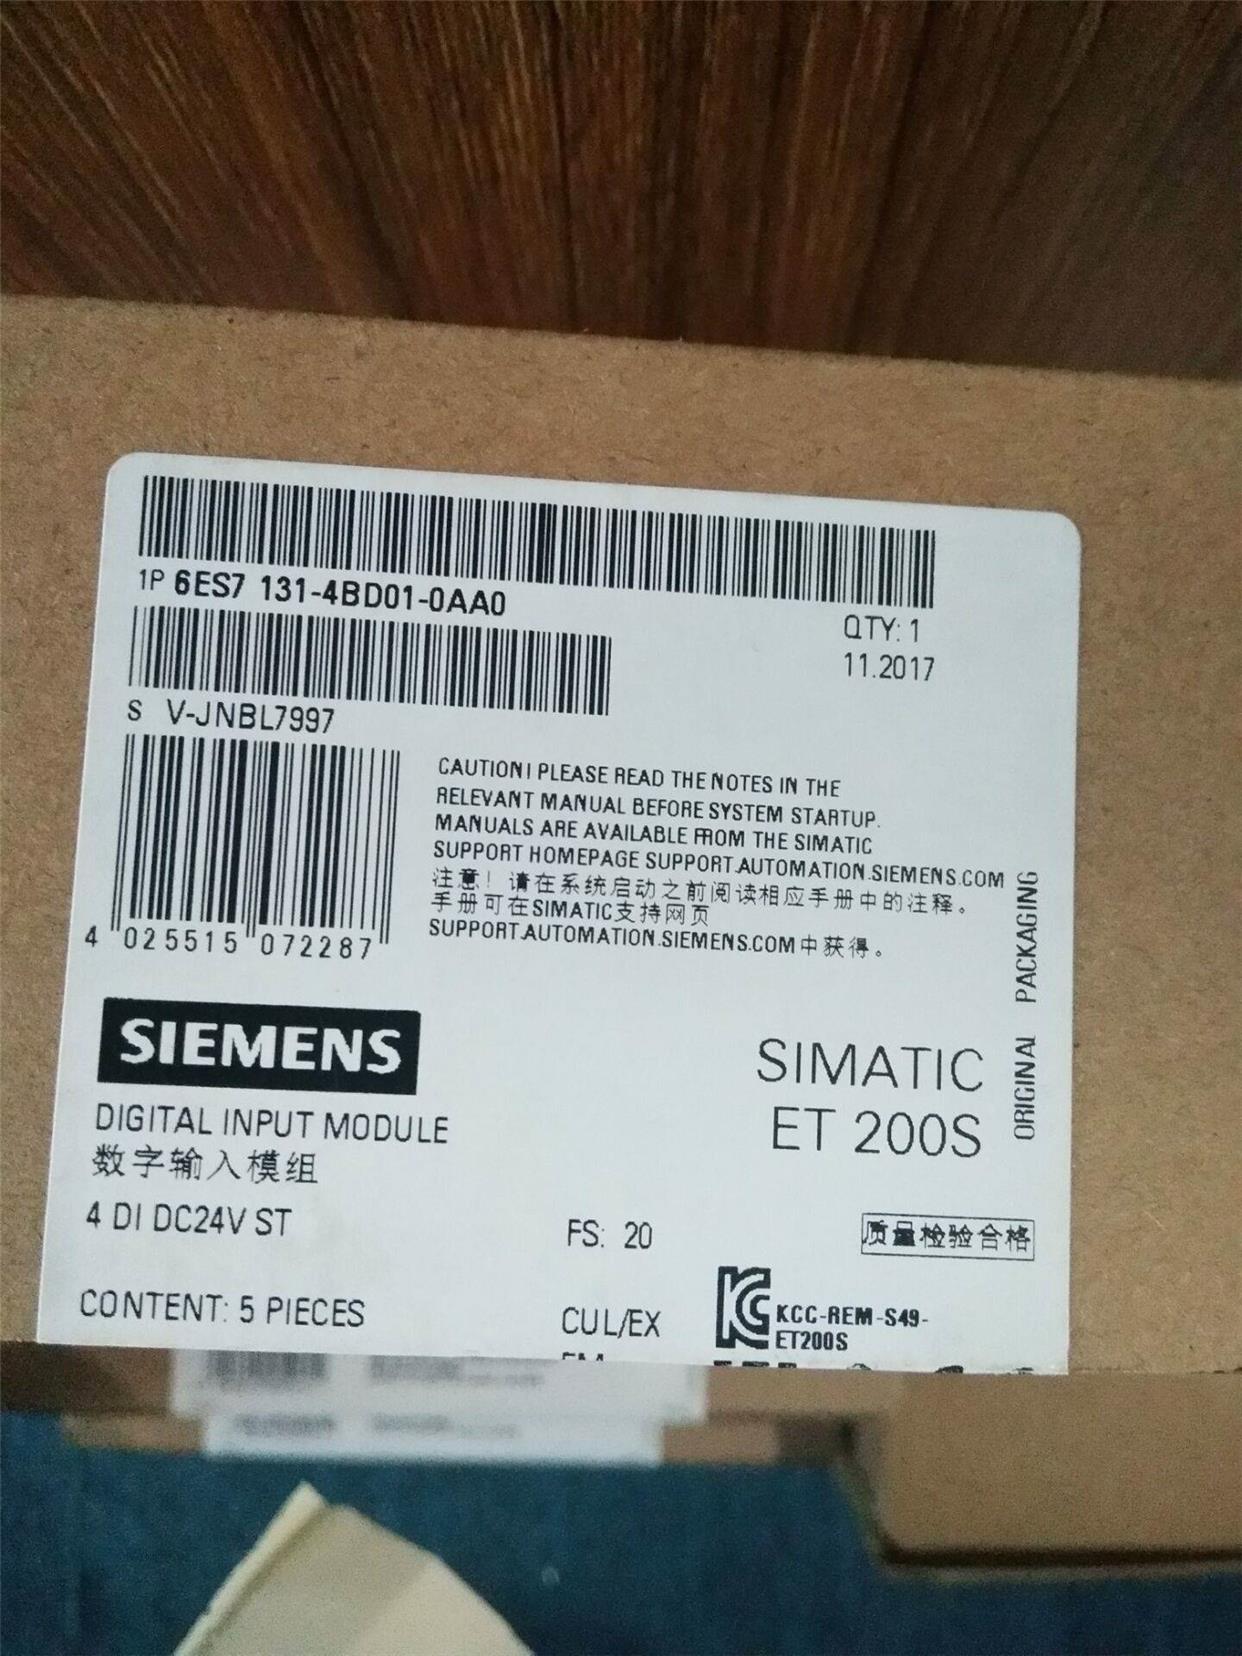 1P 6ES7 131-4BD01-0AA0
QTY: 1
11.2017
S V-JNBL7997
4 025515 072287
CAUTION! PLEASE READ THE NOTES IN THE
RELEVANT MANUAL BEFORE SYSTEM STARTUP.
MANUALS ARE AVAILABLE FROM THE SIMATIC
SUPPORT HOMEPAGE SUPPORT.AUTOMATION.SIEMENS.COM
注意！请在系统启动之前阅读相应手册中的注释。
手册可在SIMATIC支持网页
SUPPORT.AUTOMATION.SIEMENS.COM中获得。
ORIGINAL PACKAGING
SIEMENS
SIMATIC
ET 200S
DIGITAL INPUT MODULE
数字输入模组
4 DI DC24V ST
FS: 20
质量检验合格
CONTENT: 5 PIECES
CUL/EX
KCC-REM-S49-
ET200S